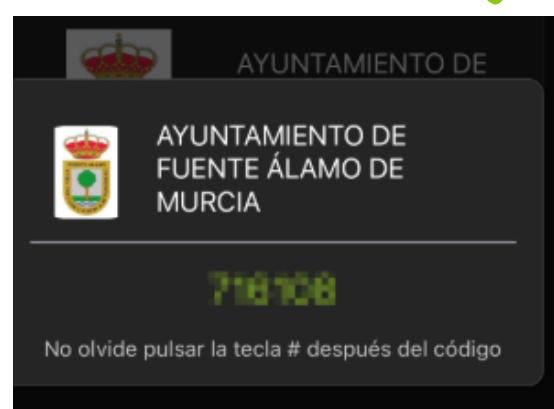 AYUNTAMIENTO DE
AYUNTAMIENTO DE
FUENTE ÁLAMO DE
MURCIA
No olvide pulsar la tecla # después del código